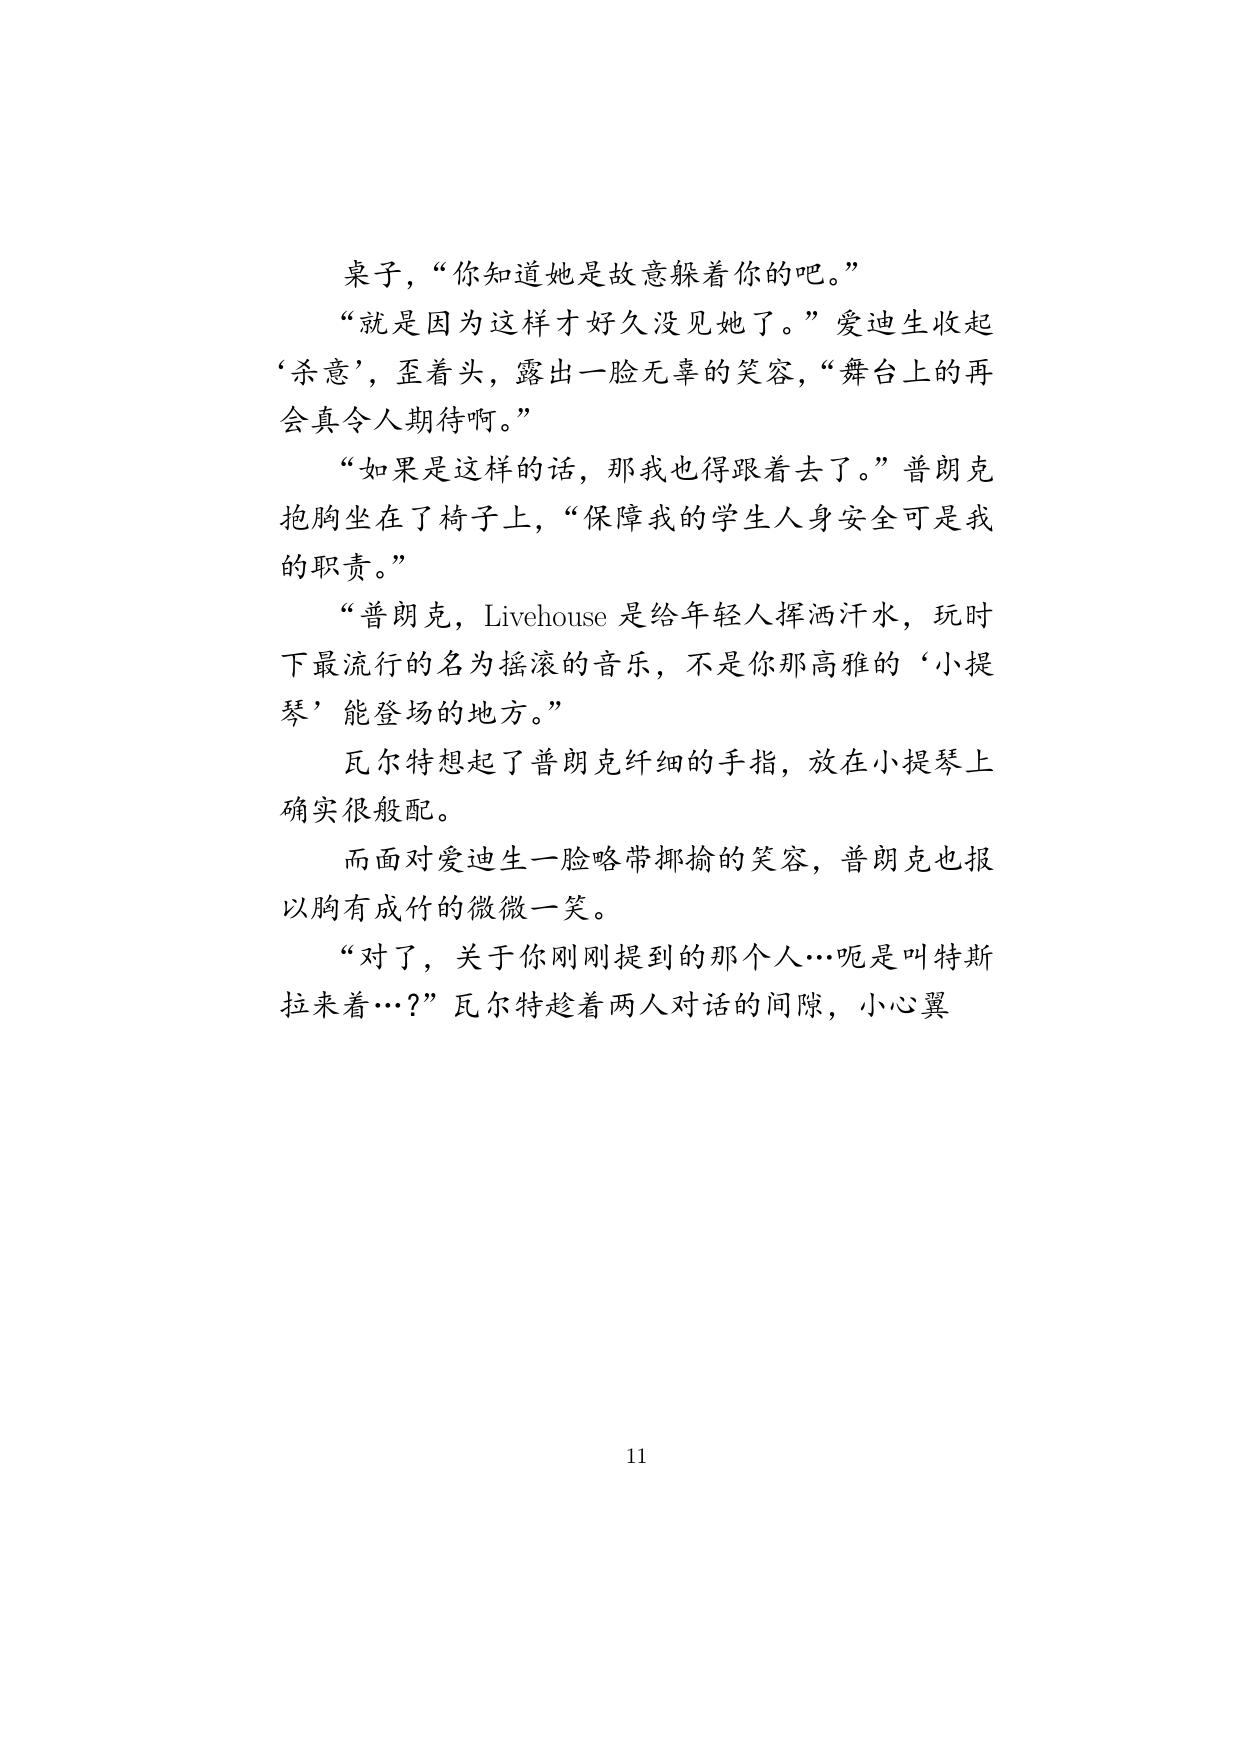 桌子，“你知道她是故意躲着你的吧。”
“就是因为这样才好久没见她了。”爱迪生收起
‘杀意’，歪着头，露出一脸无辜的笑容，“舞台上的再
会真令人期待啊。”
“如果是这样的话，那我也得跟着去了。”普朗克
抱胸坐在了椅子上，“保障我的学生人身安全可是我
的职责。”
“普朗克，Livehouse 是给年轻人挥洒汗水，玩时
下最流行的名为摇滚的音乐，不是你那高雅的‘小提
琴’能登场的地方。”
瓦尔特想起了普朗克纤细的手指，放在小提琴上
确实很般配。
而面对爱迪生一脸略带揶揄的笑容，普朗克也报
以胸有成竹的微微一笑。
“对了，关于你刚刚提到的那个人…呃是叫特斯
拉来着…?”瓦尔特趁着两人对话的间隙，小心翼
11